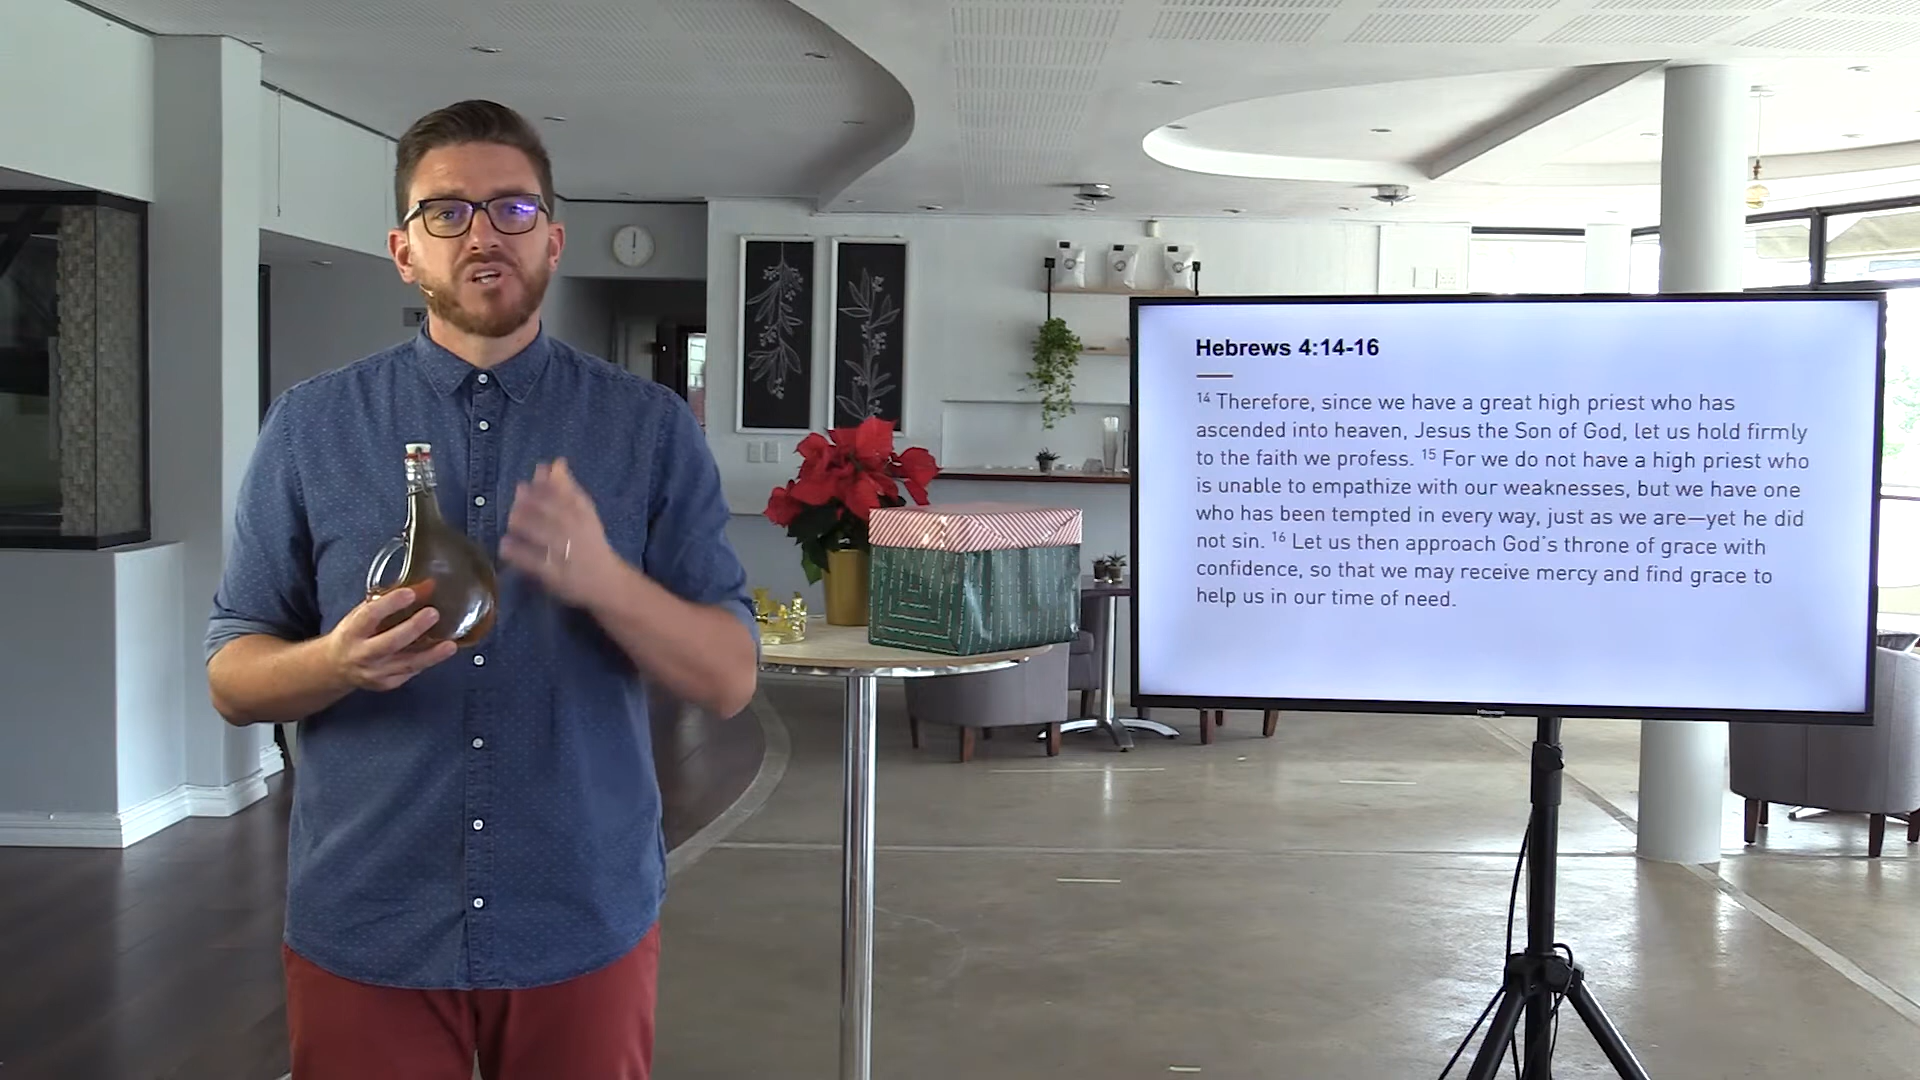 Hebrews 4:14-16
14 Therefore, since we have a great high priest who has
ascended into heaven, Jesus the Son of God, let us hold firmly
to the faith we profess. 15 For we do not have a high priest who
is unable to empathize with our weaknesses, but we have one
who has been tempted in every way, just as we are—yet he did
not sin. 16 Let us then approach God's throne of grace with
confidence, so that we may receive mercy and find grace to
help us in our time of need.
Hisense